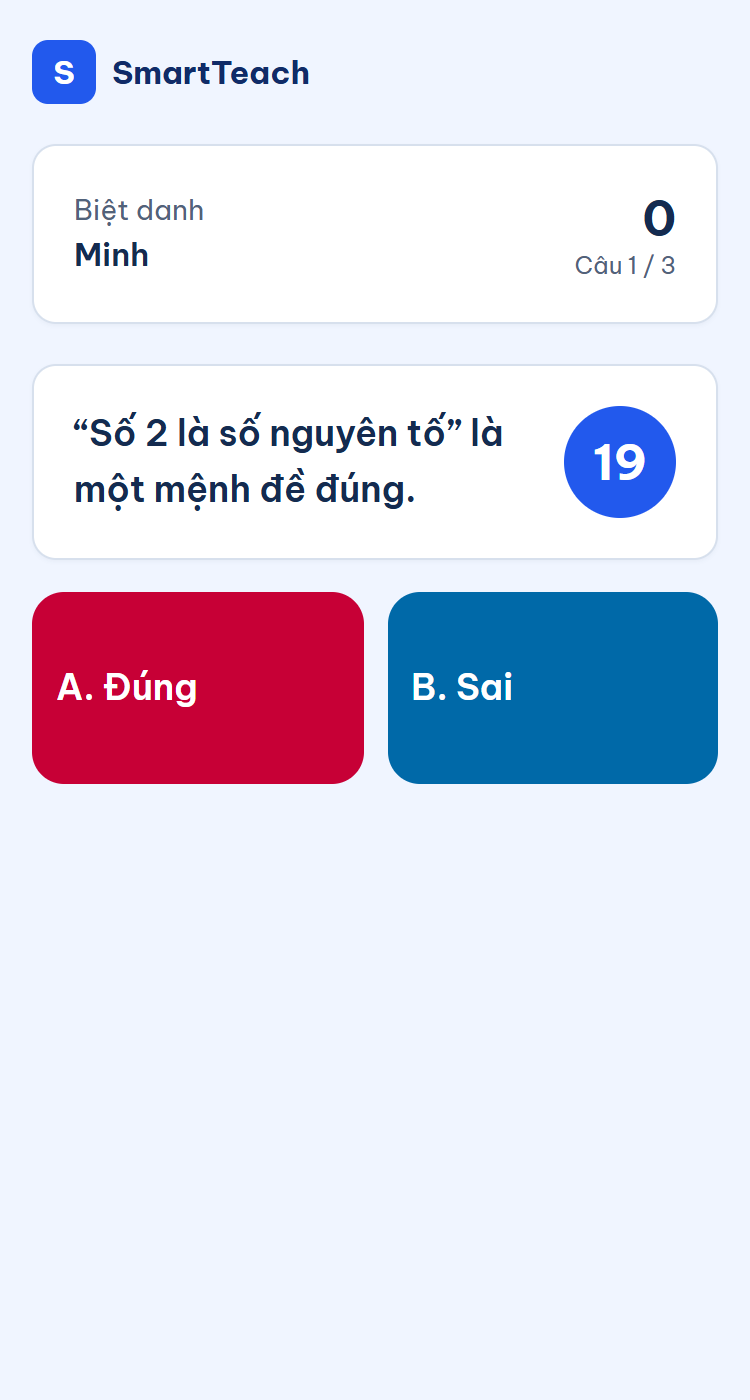 S SmartTeach
Biệt danh
Minh
0
Câu 1 / 3
“Số 2 là số nguyên tố” là
một mệnh đề đúng.
19
A. Đúng
B. Sai